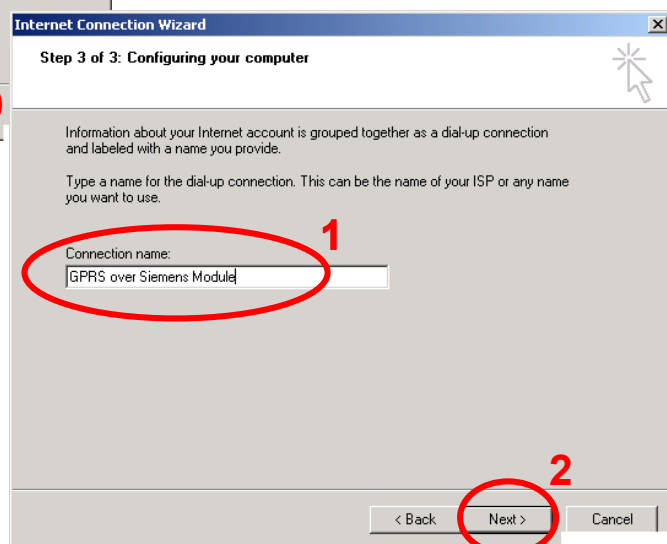 Internet Connection Wizard
Step 3 of 3: Configuring your computer
Information about your Internet account is grouped together as a dial-up connection
and labeled with a name you provide.
Type a name for the dial-up connection. This can be the name of your ISP or any name
you want to use.
1
Connection name:
GPRS over Siemens Module
2
< Back
Next >
Cancel